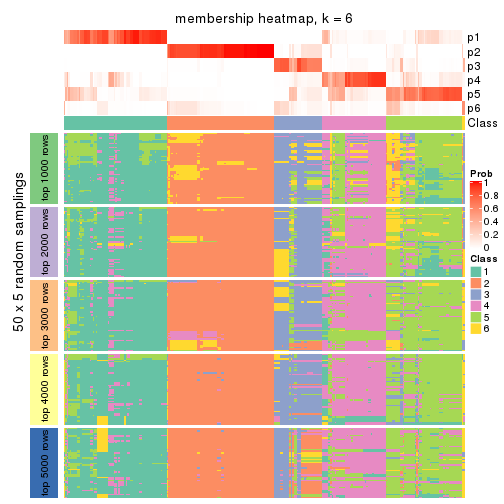 membership heatmap, k = 6
p1
p2
p3
p4
p5
p6
Class
50 x 5 random samplings
top 1000 rows
top 2000 rows
top 3000 rows
top 4000 rows
top 5000 rows
Prob
1
0.8
0.6
0.4
0.2
0
Class
1
2
3
4
5
6